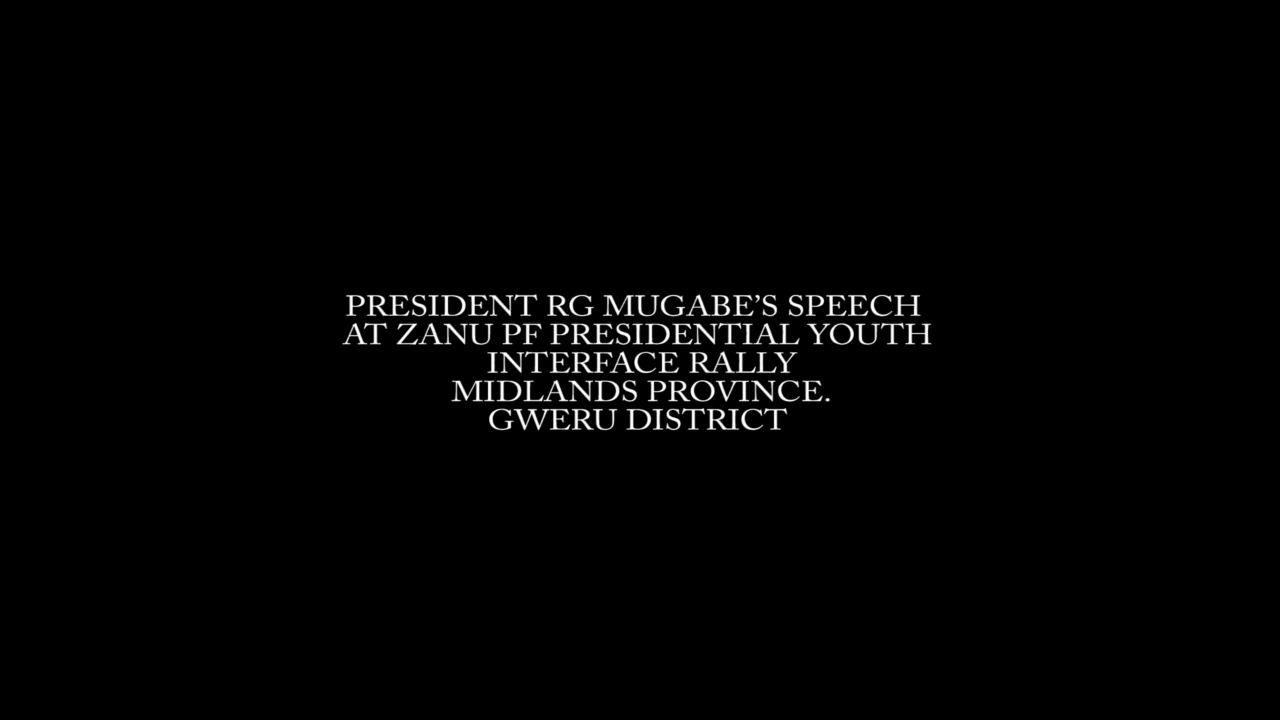 PRESIDENT RG MUGABE’S SPEECH
AT ZANU PF PRESIDENTIAL YOUTH
INTERFACE RALLY
MIDLANDS PROVINCE.
GWERU DISTRICT